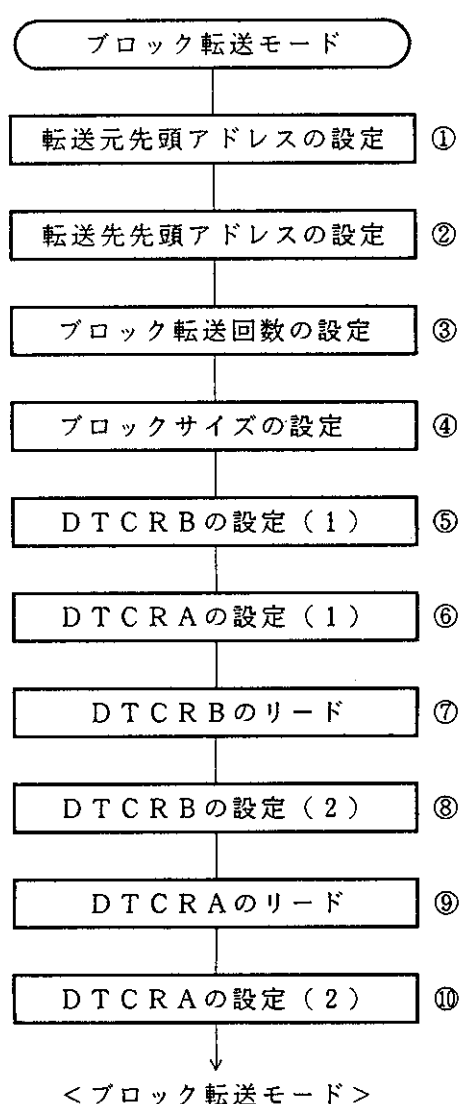 ブロック転送モード
転送元先頭アドレスの設定 ①
転送先先頭アドレスの設定 ②
ブロック転送回数の設定 ③
ブロックサイズの設定 ④
DTCRBの設定(1) ⑤
DTCRAの設定(1) ⑥
DTCRBのリード ⑦
DTCRBの設定(2) ⑧
DTCRAのリード ⑨
DTCRAの設定(2) ⑩
<ブロック転送モード>